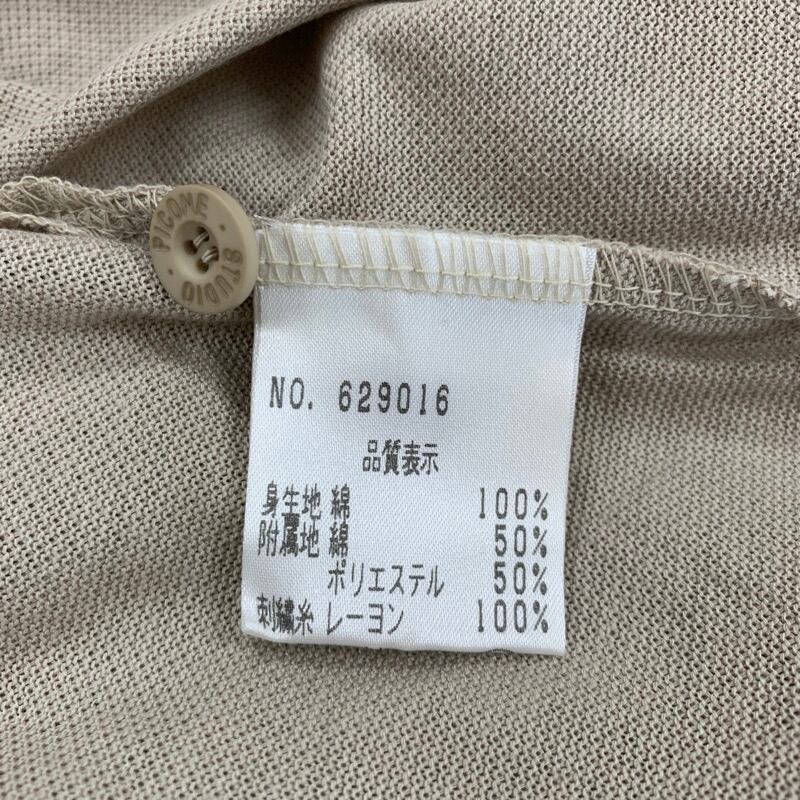 PICONE STUDIO
NO. 629016
品質表示
身生地 綿 100%
附属地 綿 50%
ポリエステル 50%
刺繍糸 レーヨン 100%